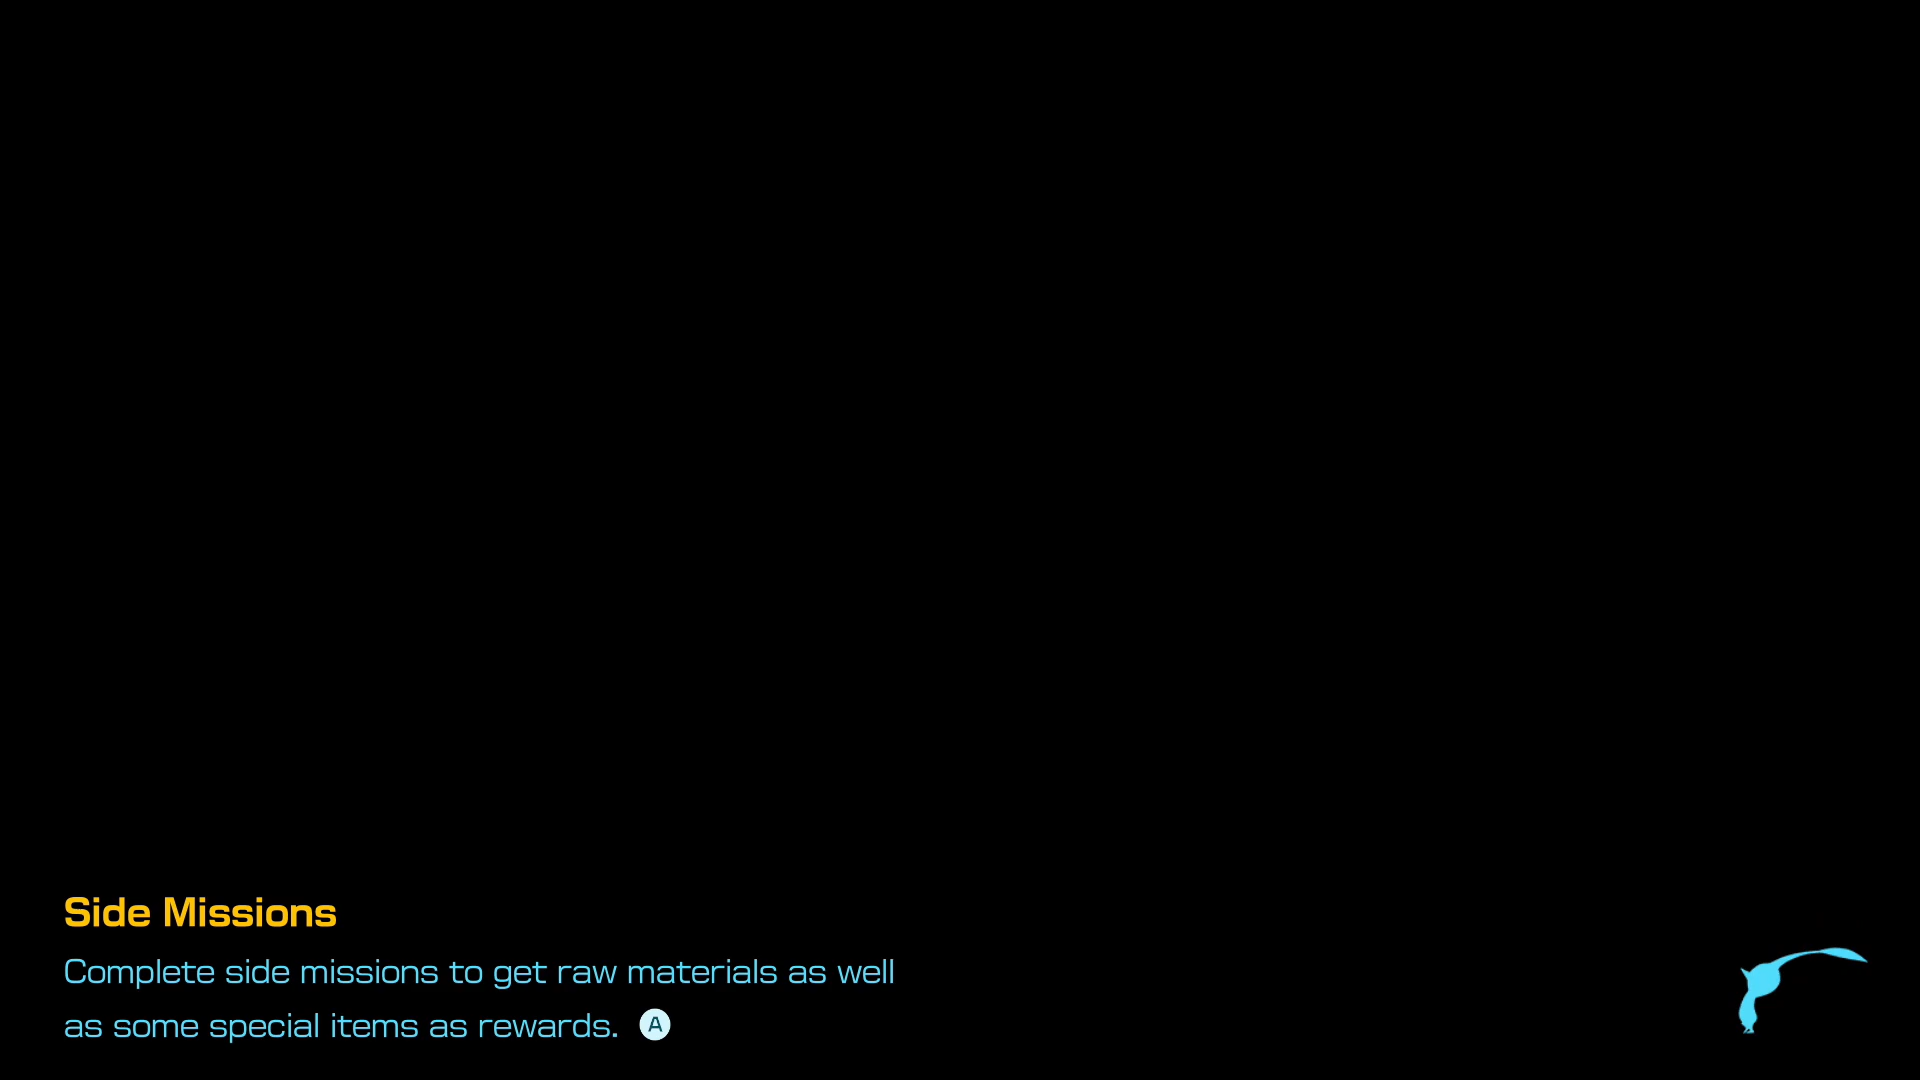 Side Missions
Complete side missions to get raw materials as well
as some special items as rewards. A